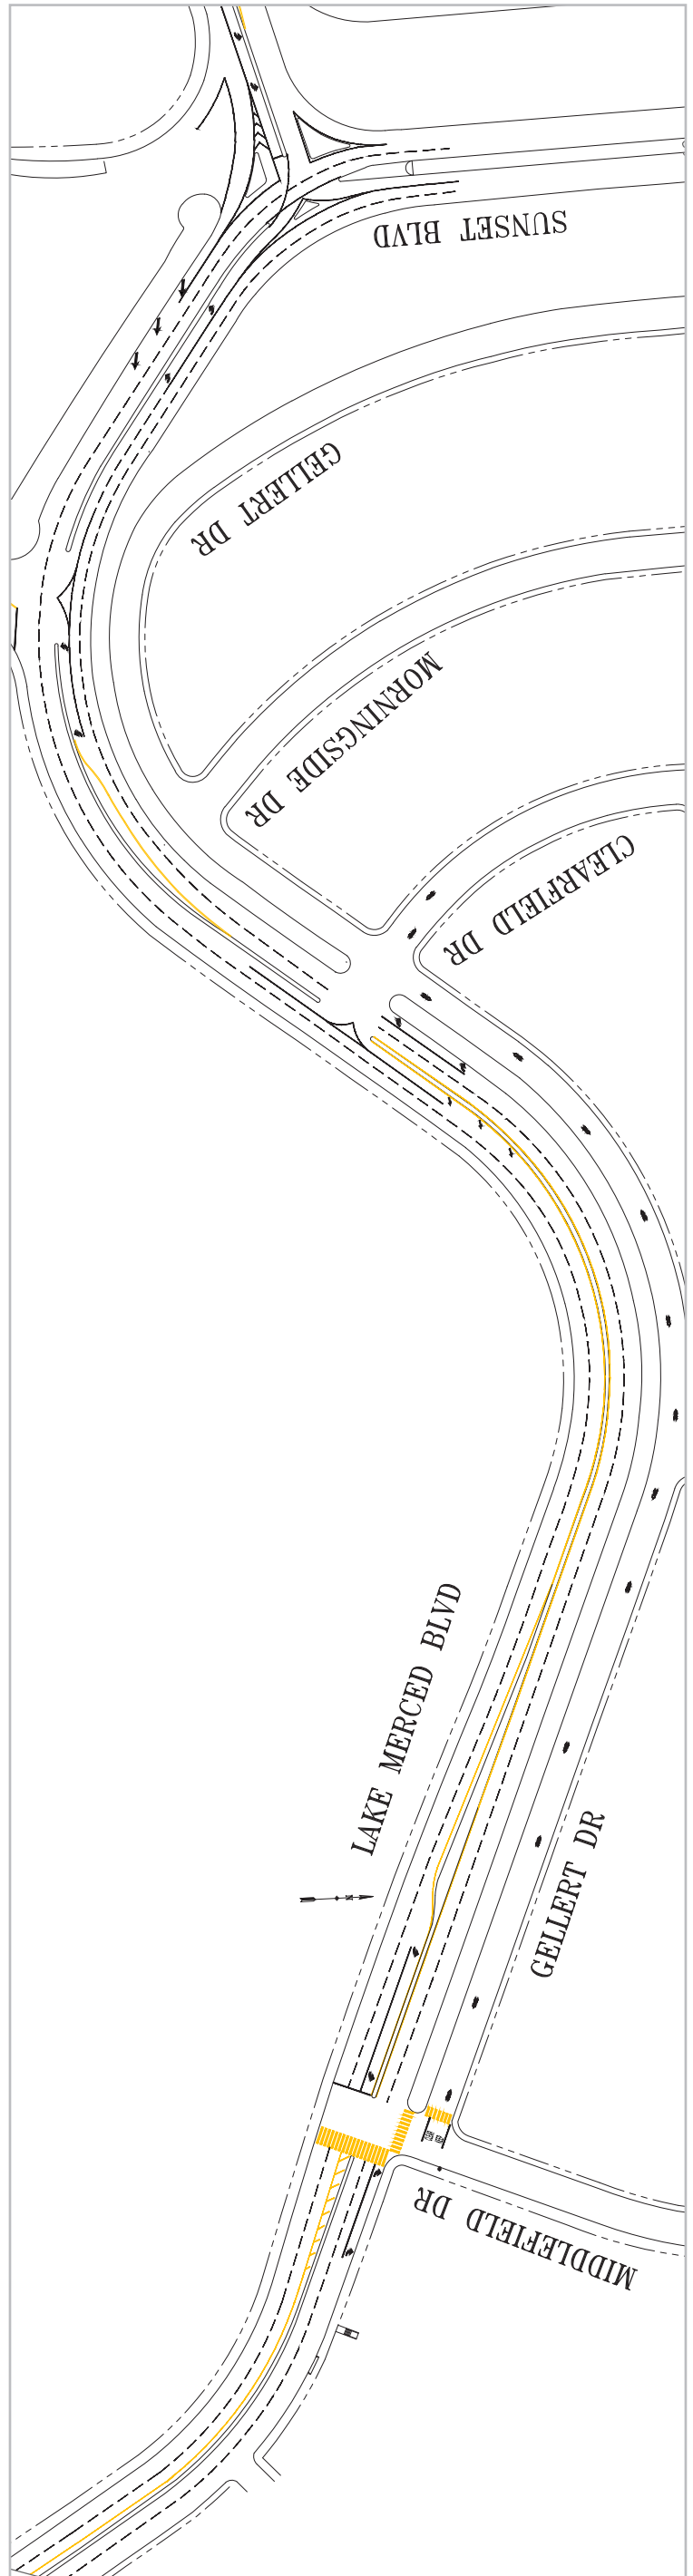 SUNSET BLVD
GELLERT DR
MORNINGSIDE DR
CLEARFIELD DR
LAKE MERCED BLVD
GELLERT DR
MIDDLEFIELD DR